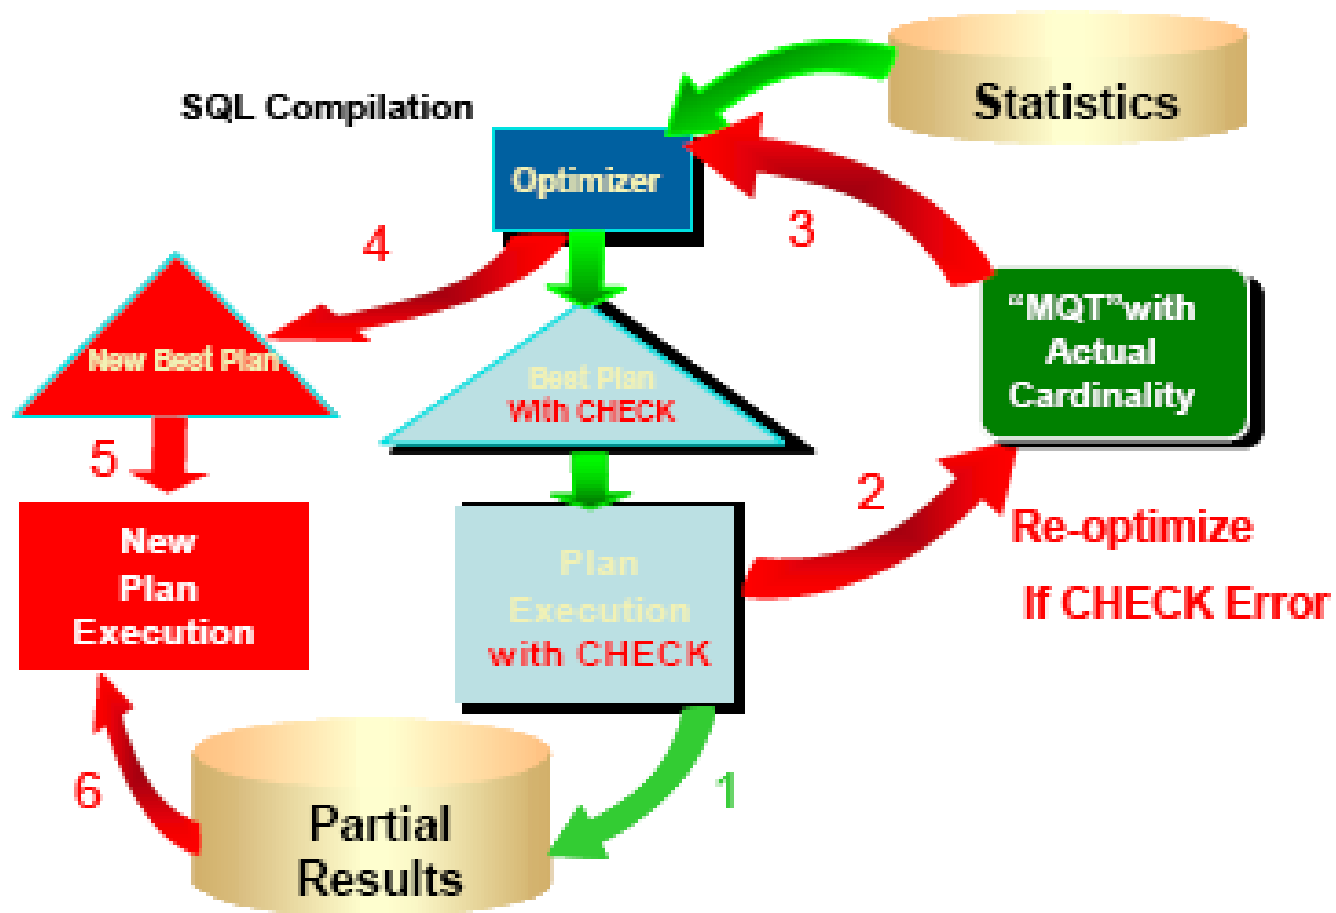 SQL Compilation
Statistics
Optimizer
3
4
"MQT"with
Actual
Cardinality
New Best Plan
Best Plan
With CHECK
5
2
Re-optimize
If CHECK Error
New
Plan
Execution
Plan
Execution
with CHECK
6
1
Partial
Results